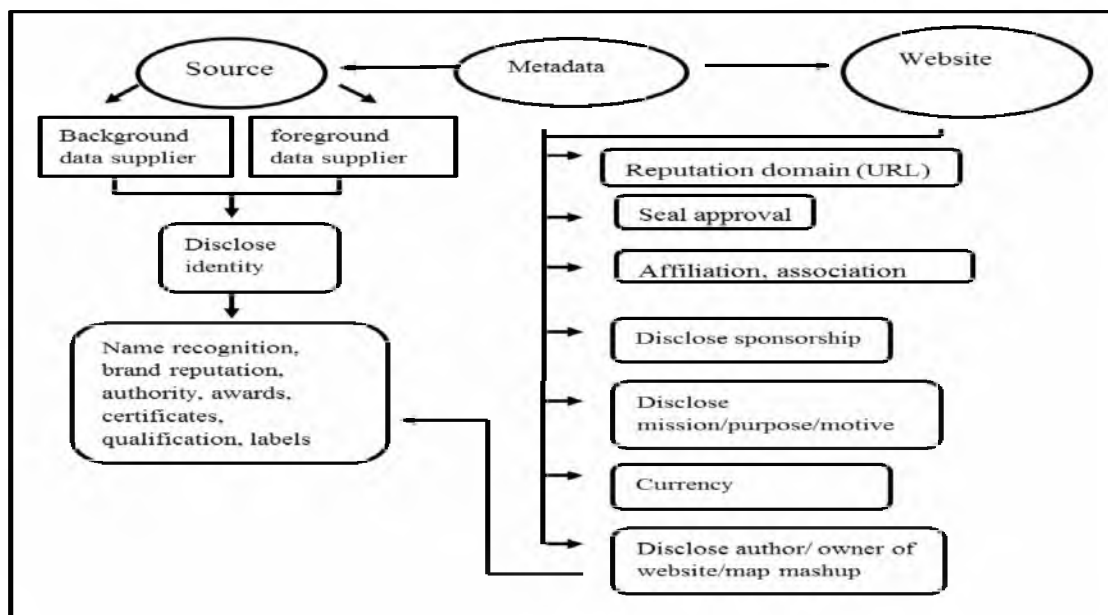 Source
Metadata
Website
Background
data supplier
foreground
data supplier
Disclose
identity
Name recognition,
brand reputation,
authority, awards,
certificates,
qualification, labels
Reputation domain (URL)
Seal approval
Affiliation, association
Disclose sponsorship
Disclose
mission/purpose/motive
Currency
Disclose author/ owner of
website/map mashup